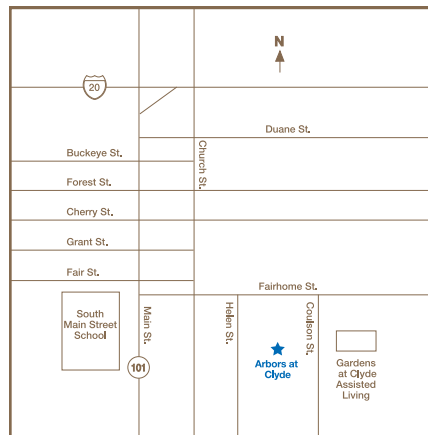 N
20
Duane St.
Buckeye St.
Church St.
Forest St.
Cherry St.
Grant St.
Fair St.
Fairhome St.
South
Main Street
School
Main St.
101
Helen St.
Coulson St.
Arbors at
Clyde
Gardens
at Clyde
Assisted
Living